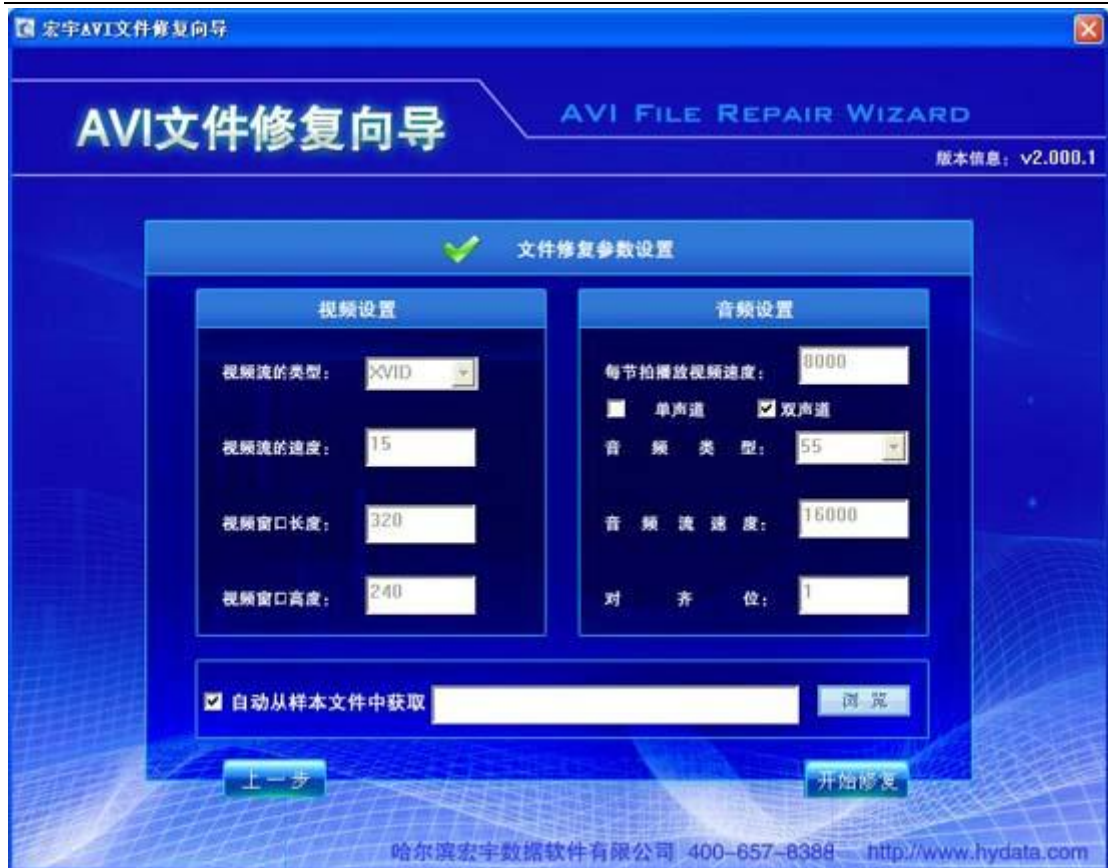 宏宇AVI文件修复向导
AVI文件修复向导
AVI FILE REPAIR WIZARD
版本信息: v2.000.1
文件修复参数设置
视频设置
视频流的类型: XVID
视频流的速度: 15
视频窗口长度: 320
视频窗口高度: 240
音频设置
每节拍播放视频速度: 8000
单声道 双声道
音频类型: 55
音频流速度: 16000
对齐位: 1
自动从样本文件中获取 浏览
上一步 开始修复
哈尔滨宏宇数据软件有限公司 400-657-8388 http://www.hydata.com